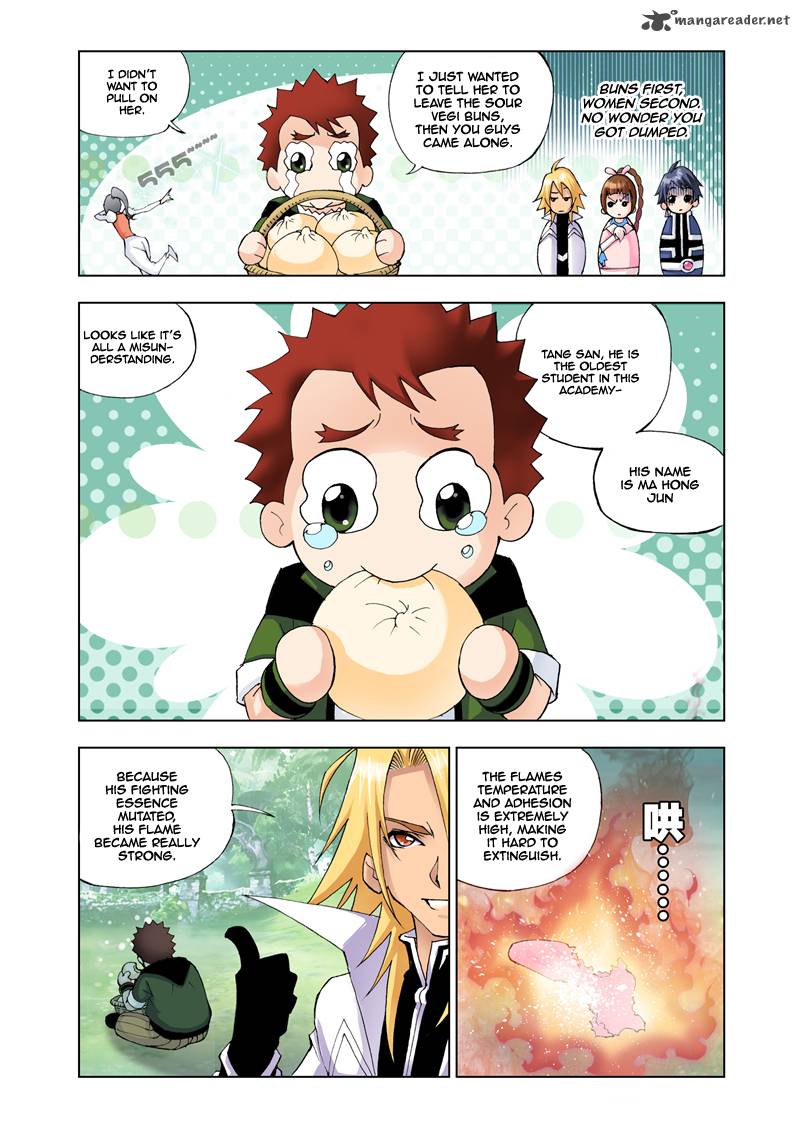 mangareader.net
I DIDN'T
WANT TO
PULL ON
HER.
I JUST WANTED
TO TELL HER TO
LEAVE THE SOUR
VEGI BUNS,
THEN YOU GUYS
CAME ALONG.
BUNS FIRST,
WOMEN SECOND.
NO WONDER YOU
GOT DUMPED.
555~~~~
LOOKS LIKE IT'S
ALL A MISUN-
DERSTANDING.
TANG SAN, HE IS
THE OLDEST
STUDENT IN THIS
ACADEMY~
HIS NAME
IS MA HONG
JUN
BECAUSE
HIS FIGHTING
ESSENCE
MUTATED,
HIS FLAME
BECAME REALLY
STRONG.
THE FLAMES
TEMPERATURE
AND ADHESION
IS EXTREMELY
HIGH, MAKING
IT HARD TO
EXTINGUISH.
哄……